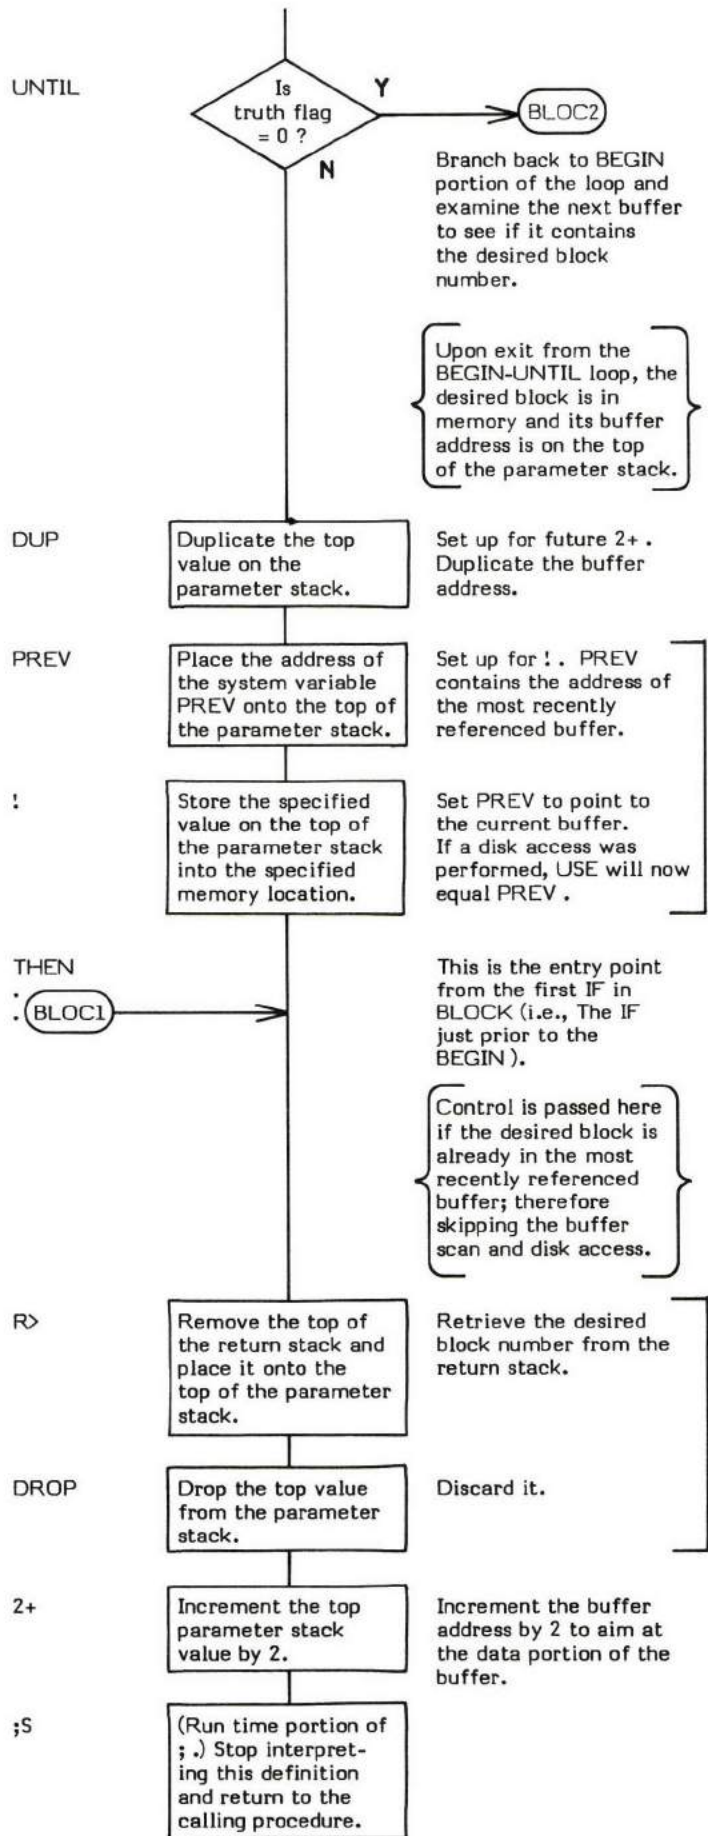 UNTIL
Is
truth flag
= 0 ?
Y
N
BLOC2
Branch back to BEGIN
portion of the loop and
examine the next buffer
to see if it contains
the desired block
number.
Upon exit from the
BEGIN-UNTIL loop, the
desired block is in
memory and its buffer
address is on the top
of the parameter stack.
DUP
Duplicate the top
value on the
parameter stack.
Set up for future 2+ .
Duplicate the buffer
address.
PREV
Place the address of
the system variable
PREV onto the top of
the parameter stack.
Set up for ! . PREV
contains the address of
the most recently
referenced buffer.
!
Store the specified
value on the top of
the parameter stack
into the specified
memory location.
Set PREV to point to
the current buffer.
If a disk access was
performed, USE will now
equal PREV .
THEN
: BLOC1
This is the entry point
from the first IF in
BLOCK (i.e., The IF
just prior to the
BEGIN ).
Control is passed here
if the desired block is
already in the most
recently referenced
buffer; therefore
skipping the buffer
scan and disk access.
R>
Remove the top of
the return stack and
place it onto the
top of the parameter
stack.
Retrieve the desired
block number from the
return stack.
DROP
Drop the top value
from the parameter
stack.
Discard it.
2+
Increment the top
parameter stack
value by 2.
Increment the buffer
address by 2 to aim at
the data portion of the
buffer.
;S
(Run time portion of
; .) Stop interpret-
ing this definition
and return to the
calling procedure.